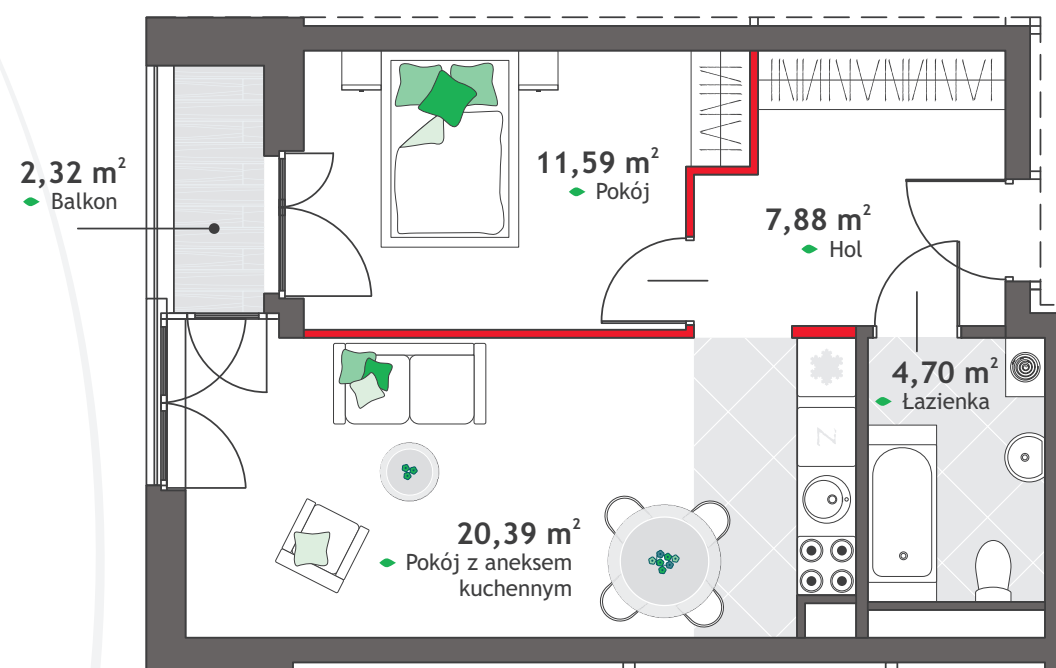 2,32 m²
Balkon
11,59 m²
Pokój
7,88 m²
Hol
4,70 m²
Łazienka
Z
20,39 m²
Pokój z aneksem
kuchennym